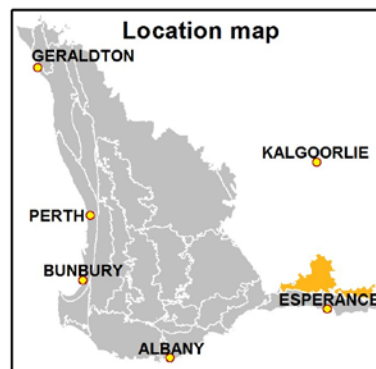 Location map
GERALDTON
KALGOORLIE
PERTH
BUNBURY
ESPERANCE
ALBANY